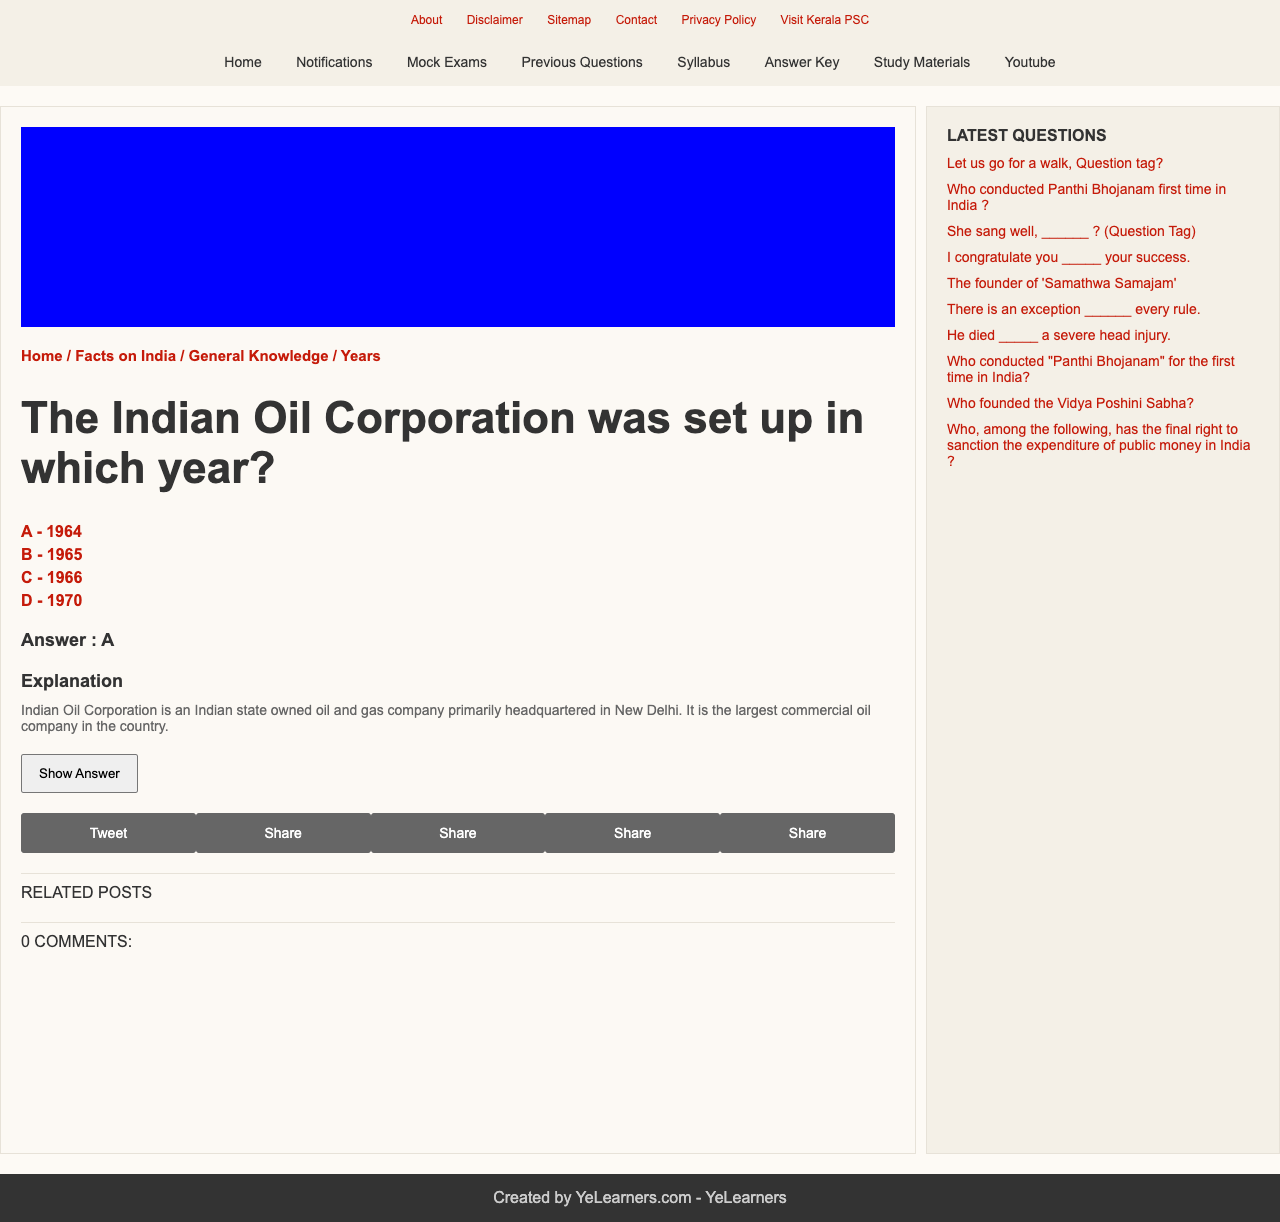 About Disclaimer Sitemap Contact Privacy Policy Visit Kerala PSC
Home Notifications Mock Exams Previous Questions Syllabus Answer Key Study Materials Youtube
Home / Facts on India / General Knowledge / Years
The Indian Oil Corporation was set up in
which year?
A - 1964
B - 1965
C - 1966
D - 1970
Answer : A
Explanation
Indian Oil Corporation is an Indian state owned oil and gas company primarily headquartered in New Delhi. It is the largest commercial oil
company in the country.
Show Answer
Tweet Share Share Share Share
RELATED POSTS
0 COMMENTS:
LATEST QUESTIONS
Let us go for a walk, Question tag?
Who conducted Panthi Bhojanam first time in
India ?
She sang well, ______ ? (Question Tag)
I congratulate you _____ your success.
The founder of 'Samathwa Samajam'
There is an exception ______ every rule.
He died _____ a severe head injury.
Who conducted "Panthi Bhojanam" for the first
time in India?
Who founded the Vidya Poshini Sabha?
Who, among the following, has the final right to
sanction the expenditure of public money in India
?
Created by YeLearners.com - YeLearners